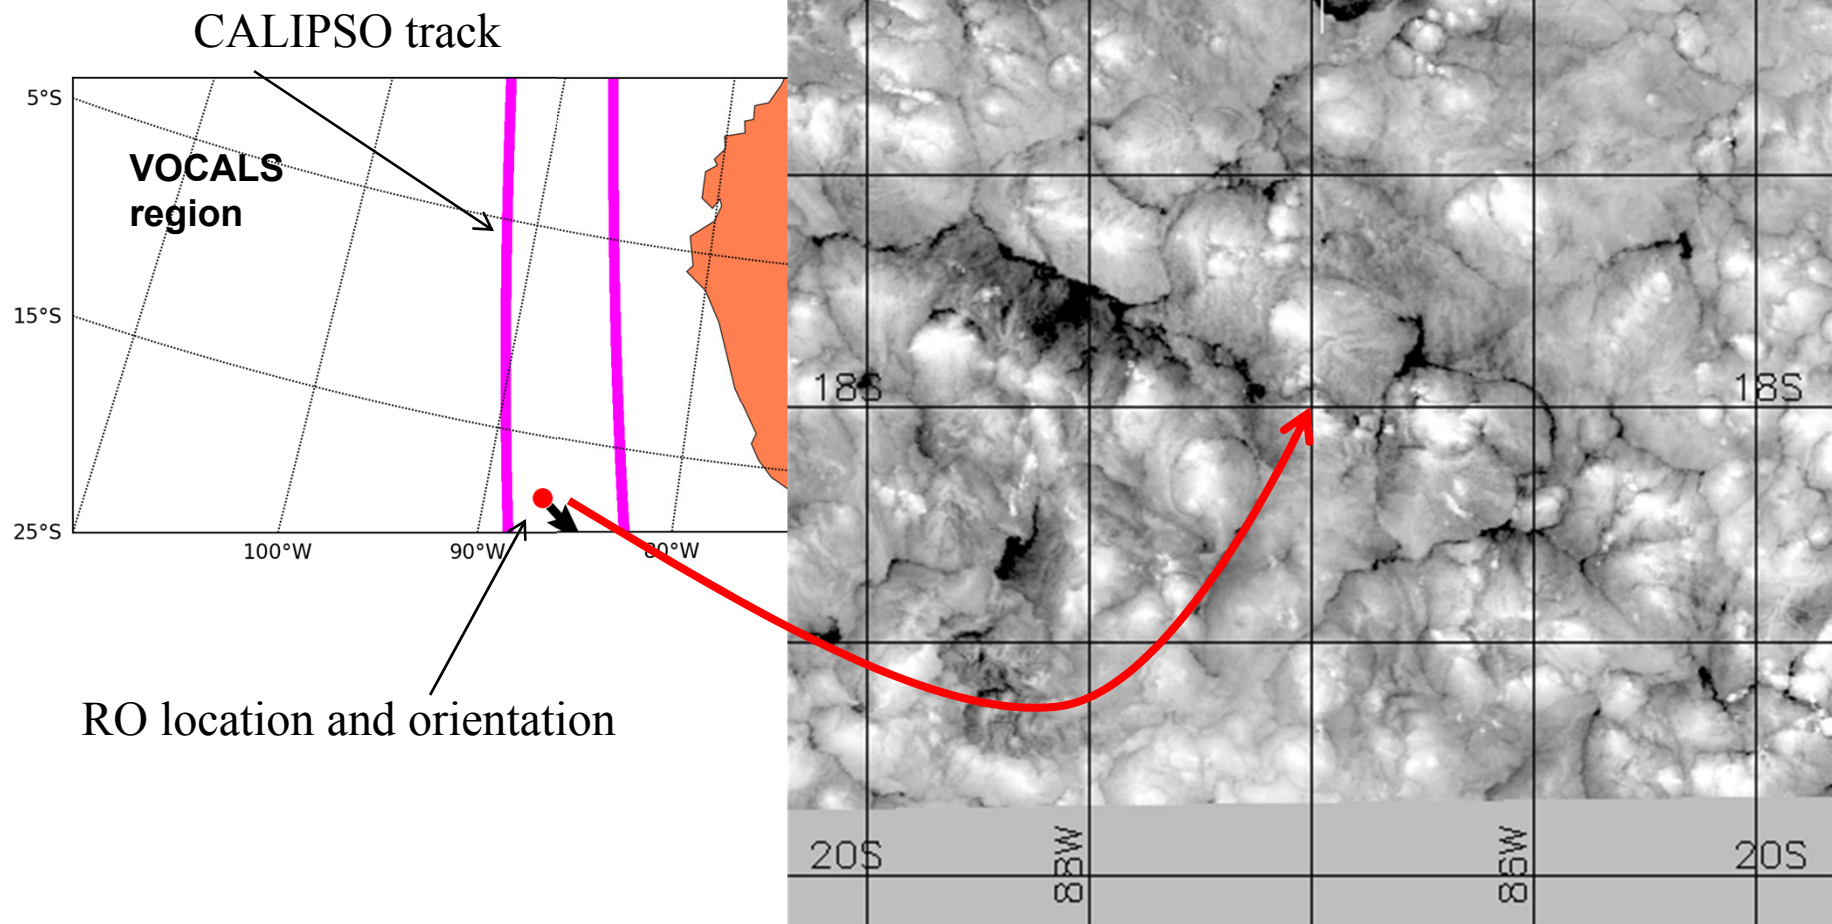 CALIPSO track
5°S
VOCALS
region
15°S
25°S
100°W
90°W
80°W
RO location and orientation
18S
18S
20S
88W
86W
20S